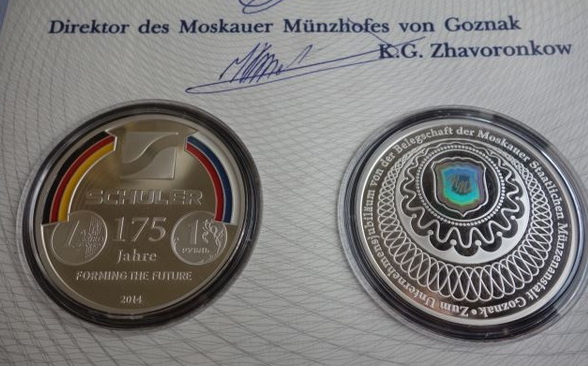 Direktor des Moskauer Münzhofes von Goznak
K.G. Zhavoronkow
SCHULER
175
Jahre
1 РУБЛЬ
FORMING THE FUTURE
2014
Zum Unternehmensjubiläum von der Belegschaft der Moskauer Staatlichen Münzenanstalt Goznak •